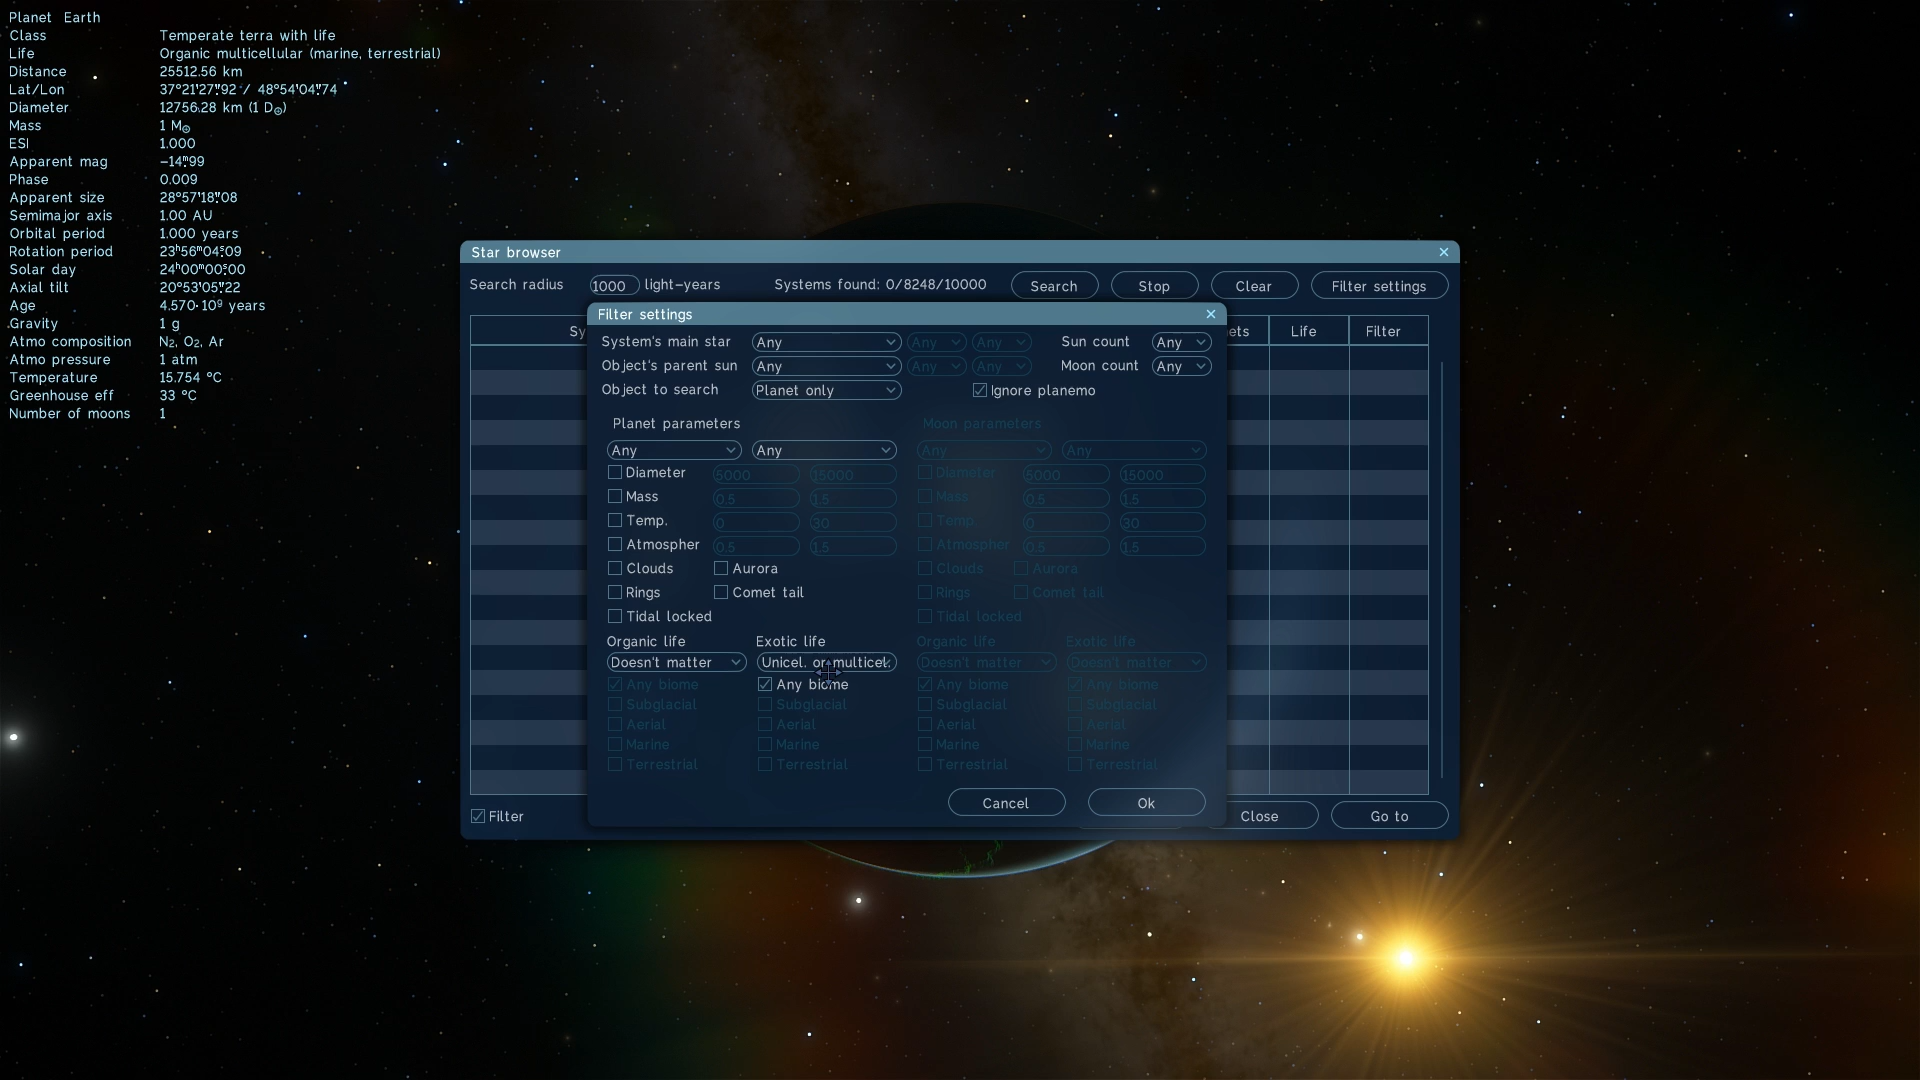 Planet Earth
Class Temperate terra with life
Life Organic multicellular (marine, terrestrial)
Distance 25512.56 km
Lat/Lon 37°21'27".92 / 48°54'04".74
Diameter 12756.28 km (1 D⊕)
Mass 1 M⊕
ESI 1.000
Apparent mag −14ᵐ.99
Phase 0.009
Apparent size 28°57'18".08
Semimajor axis 1.00 AU
Orbital period 1.000 years
Rotation period 23ʰ56ᵐ04ˢ.09
Solar day 24ʰ00ᵐ00ˢ.00
Axial tilt 20°53'05".22
Age 4.570·10⁹ years
Gravity 1 g
Atmo composition N₂, O₂, Ar
Atmo pressure 1 atm
Temperature 15.754 °C
Greenhouse eff 33 °C
Number of moons 1
Star browser
Search radius 1000 light-years Systems found: 0/8248/10000 Search Stop Clear Filter settings
Sy ets Life Filter
Filter settings
System's main star Any Any Any Sun count Any
Object's parent sun Any Any Any Moon count Any
Object to search Planet only Ignore planemo
Planet parameters Moon parameters
Any Any Any Any
Diameter 5000 15000 Diameter 5000 15000
Mass 0.5 1.5 Mass 0.5 1.5
Temp. 0 30 Temp. 0 30
Atmospher 0.5 1.5 Atmospher 0.5 1.5
Clouds Aurora Clouds Aurora
Rings Comet tail Rings Comet tail
Tidal locked Tidal locked
Organic life Exotic life Organic life Exotic life
Doesn't matter Unicel. or multicel. Doesn't matter Doesn't matter
Any biome Any biome Any biome Any biome
Subglacial Subglacial Subglacial Subglacial
Aerial Aerial Aerial Aerial
Marine Marine Marine Marine
Terrestrial Terrestrial Terrestrial Terrestrial
Cancel Ok
Filter Close Go to